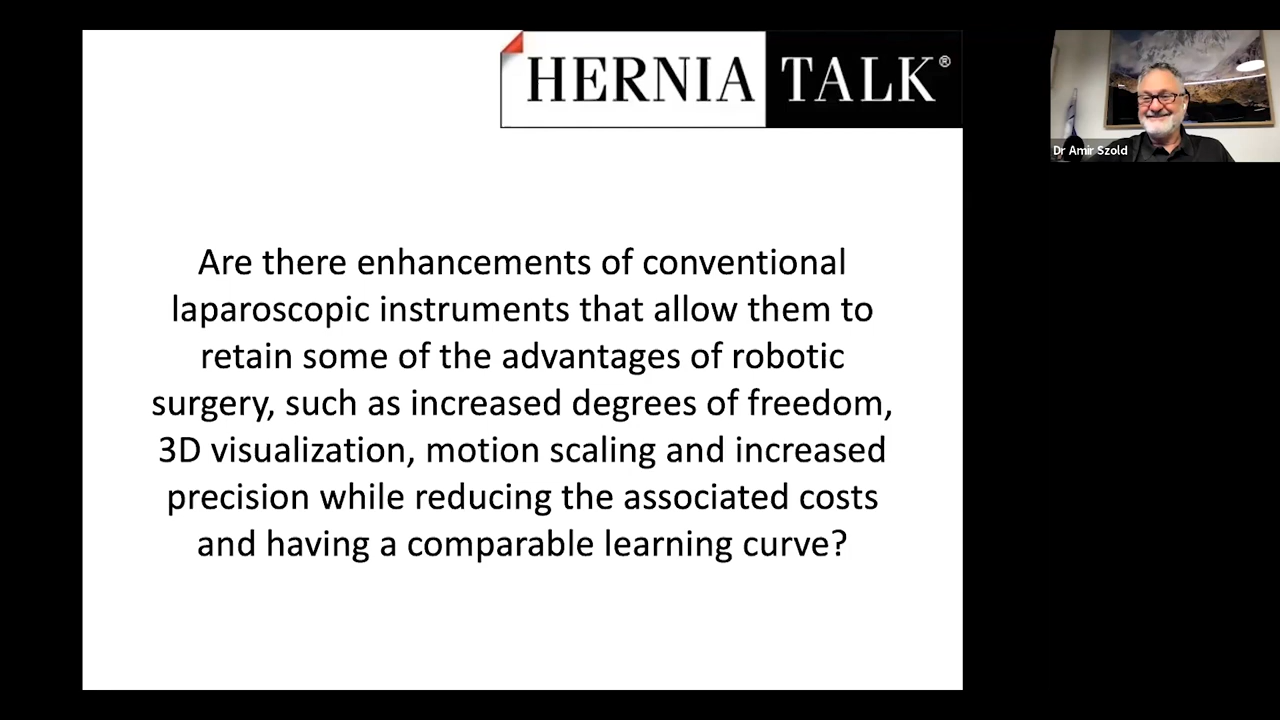 HERNIA TALK®
Dr Amir Szold
Are there enhancements of conventional
laparoscopic instruments that allow them to
retain some of the advantages of robotic
surgery, such as increased degrees of freedom,
3D visualization, motion scaling and increased
precision while reducing the associated costs
and having a comparable learning curve?